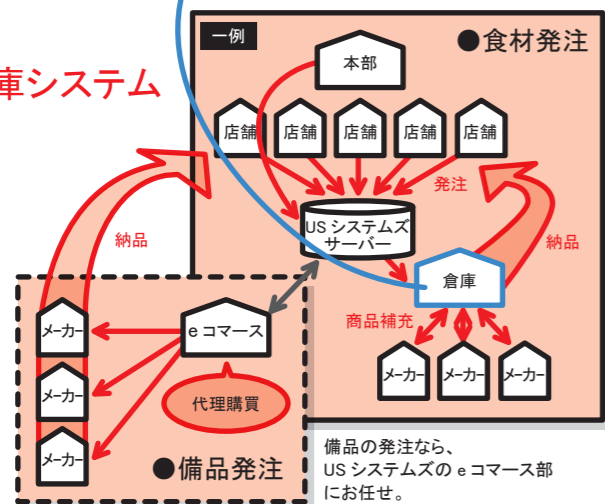 庫システム
一例
●食材発注
本部
店舗
店舗
店舗
店舗
店舗
発注
US システムズ
サーバー
納品
納品
倉庫
商品補充
メーカー
メーカー
メーカー
メーカー
e コマース
メーカー
代理購買
メーカー
●備品発注
備品の発注なら、
US システムズの e コマース部
にお任せ。